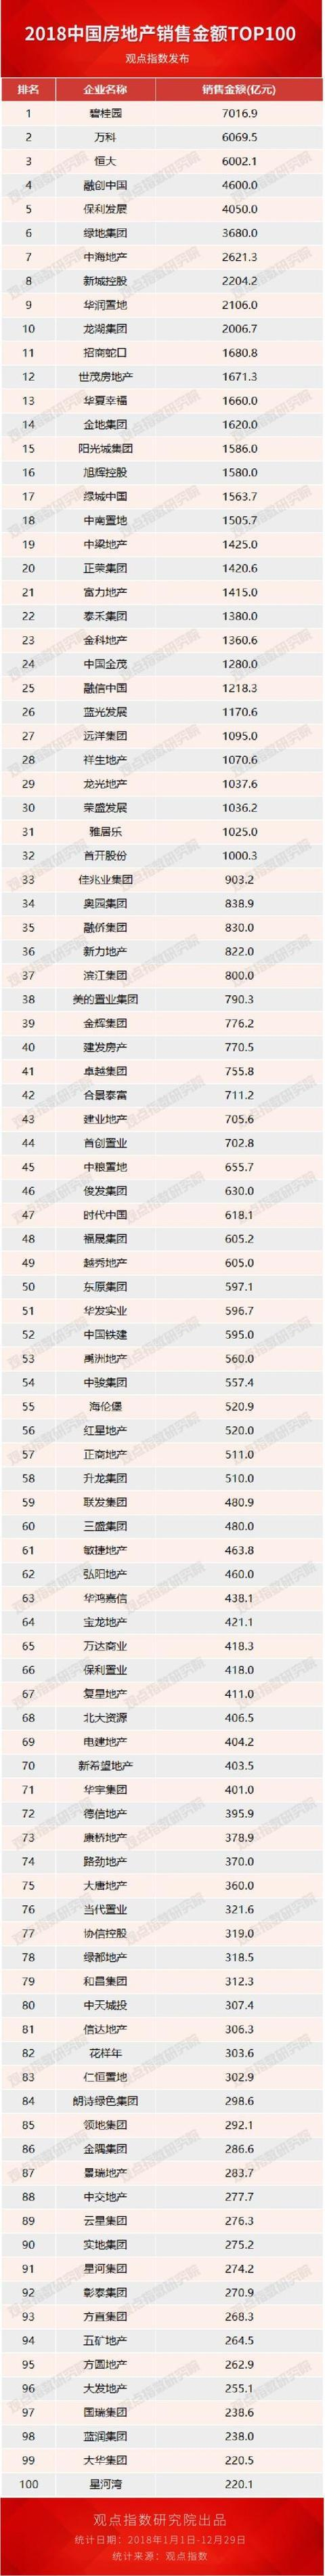 2018中国房地产销售金额TOP100
观点指数发布
排名 企业名称 销售金额(亿元)
1 碧桂园 7016.9
2 万科 6069.5
3 恒大 6002.1
4 融创中国 4600.0
5 保利发展 4050.0
6 绿地集团 3680.0
7 中海地产 2621.3
8 新城控股 2204.2
9 华润置地 2106.0
10 龙湖集团 2006.7
11 招商蛇口 1680.8
12 世茂房地产 1671.3
13 华夏幸福 1660.0
14 金地集团 1620.0
15 阳光城集团 1586.0
16 旭辉控股 1580.0
17 绿城中国 1563.7
18 中南置地 1505.7
19 中梁地产 1425.0
20 正荣集团 1420.6
21 富力地产 1415.0
22 泰禾集团 1380.0
23 金科地产 1360.6
24 中国金茂 1280.0
25 融信中国 1218.3
26 蓝光发展 1170.6
27 远洋集团 1095.0
28 祥生地产 1070.6
29 龙光地产 1037.6
30 荣盛发展 1036.2
31 雅居乐 1025.0
32 首开股份 1000.3
33 佳兆业集团 903.2
34 奥园集团 838.9
35 融侨集团 830.0
36 新力地产 822.0
37 滨江集团 800.0
38 美的置业集团 790.3
39 金辉集团 776.2
40 建发房产 770.5
41 卓越集团 755.8
42 合景泰富 711.2
43 建业地产 705.6
44 首创置业 702.8
45 中粮置地 655.7
46 俊发集团 630.0
47 时代中国 618.1
48 福晟集团 605.2
49 越秀地产 605.0
50 东原集团 597.1
51 华发实业 596.7
52 中国铁建 595.0
53 禹洲地产 560.0
54 中骏集团 557.4
55 海伦堡 520.9
56 红星地产 520.0
57 正商地产 511.0
58 升龙集团 510.0
59 联发集团 480.9
60 三盛集团 480.0
61 敏捷地产 463.8
62 弘阳地产 460.0
63 华鸿嘉信 438.1
64 宝龙地产 421.1
65 万达商业 418.3
66 保利置业 418.0
67 复星地产 411.0
68 北大资源 406.5
69 电建地产 404.2
70 新希望地产 403.5
71 华宇集团 401.0
72 德信地产 395.9
73 康桥地产 378.9
74 路劲地产 370.0
75 大唐地产 360.0
76 当代置业 321.6
77 协信控股 319.0
78 绿都地产 318.5
79 和昌集团 312.3
80 中天城投 307.4
81 信达地产 306.3
82 花样年 303.6
83 仁恒置地 302.9
84 朗诗绿色集团 298.6
85 领地集团 292.1
86 金隅集团 286.6
87 景瑞地产 283.7
88 中交地产 277.7
89 云星集团 276.3
90 实地集团 275.2
91 星河集团 274.2
92 彰泰集团 270.9
93 方直集团 268.3
94 五矿地产 264.5
95 方圆地产 262.9
96 大发地产 255.1
97 国瑞集团 238.6
98 蓝润集团 238.0
99 大华集团 220.5
100 星河湾 220.1
观点指数研究院出品
统计日期：2018年1月1日-12月29日
统计来源：观点指数